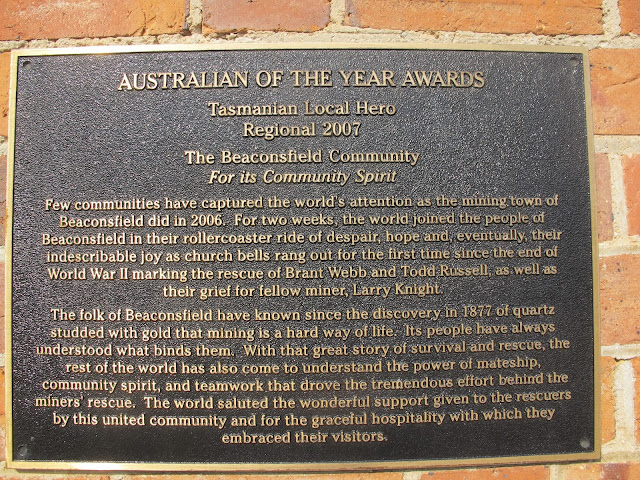 AUSTRALIAN OF THE YEAR AWARDS
Tasmanian Local Hero
Regional 2007
The Beaconsfield Community
For its Community Spirit
Few communities have captured the world's attention as the mining town of
Beaconsfield did in 2006. For two weeks, the world joined the people of
Beaconsfield in their rollercoaster ride of despair, hope and, eventually, their
indescribable joy as church bells rang out for the first time since the end of
World War II marking the rescue of Brant Webb and Todd Russell, as well as
their grief for fellow miner, Larry Knight.
The folk of Beaconsfield have known since the discovery in 1877 of quartz
studded with gold that mining is a hard way of life. Its people have always
understood what binds them. With that great story of survival and rescue, the
rest of the world has also come to understand the power of mateship,
community spirit, and teamwork that drove the tremendous effort behind the
miners' rescue. The world saluted the wonderful support given to the rescuers
by this united community and for the graceful hospitality with which they
embraced their visitors.